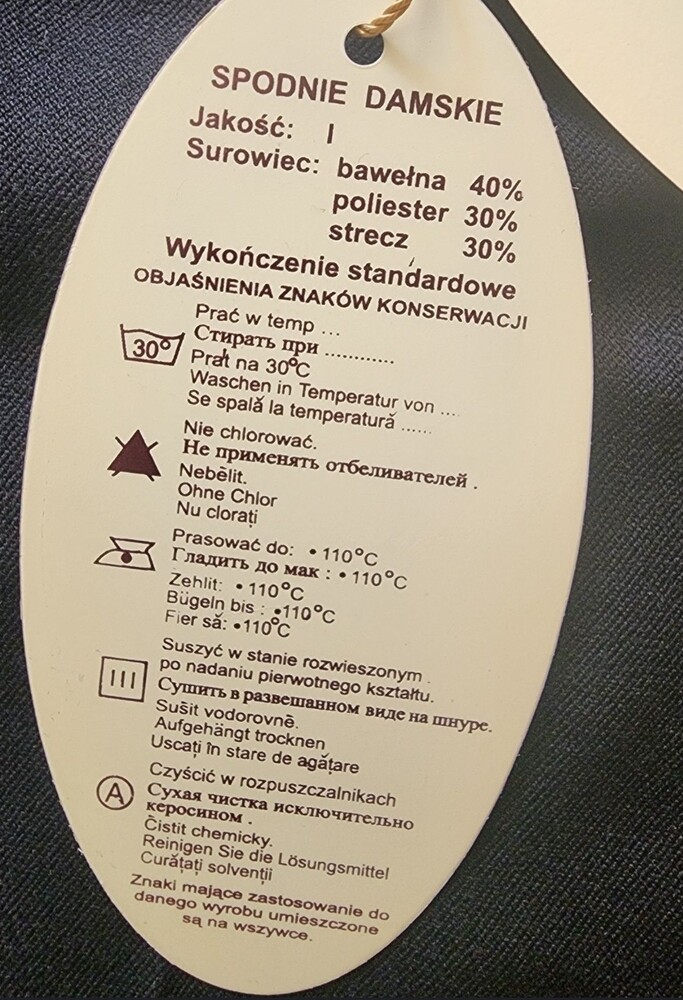 SPODNIE DAMSKIE
Jakość: I
Surowiec: bawełna 40%
poliester 30%
strecz 30%
Wykończenie standardowe
OBJAŚNIENIA ZNAKÓW KONSERWACJI
Prać w temp ...
Стирать при ............
30° Prat na 30°C
Waschen in Temperatur von ....
Se spală la temperatură ......
Nie chlorować.
Не применять отбеливателей .
Nebělit.
Ohne Chlor
Nu clorați
Prasować do: • 110°C
Гладить до мак : • 110°C
Zehlit: • 110°C
Bügeln bis : •110°C
Fier să: •110°C
Suszyć w stanie rozwieszonym .
po nadaniu pierwotnego kształtu.
Сушить в развешанном виде на шнуре.
Sušit vodorovně.
Aufgehängt trocknen
Uscați în stare de agățare
Czyścić w rozpuszczalnikach
A Сухая чистка исключительно
керосином .
Čistit chemicky.
Reinigen Sie die Lösungsmittel
Curățați solvenții
Znaki mające zastosowanie do
danego wyrobu umieszczone
są na wszywce.